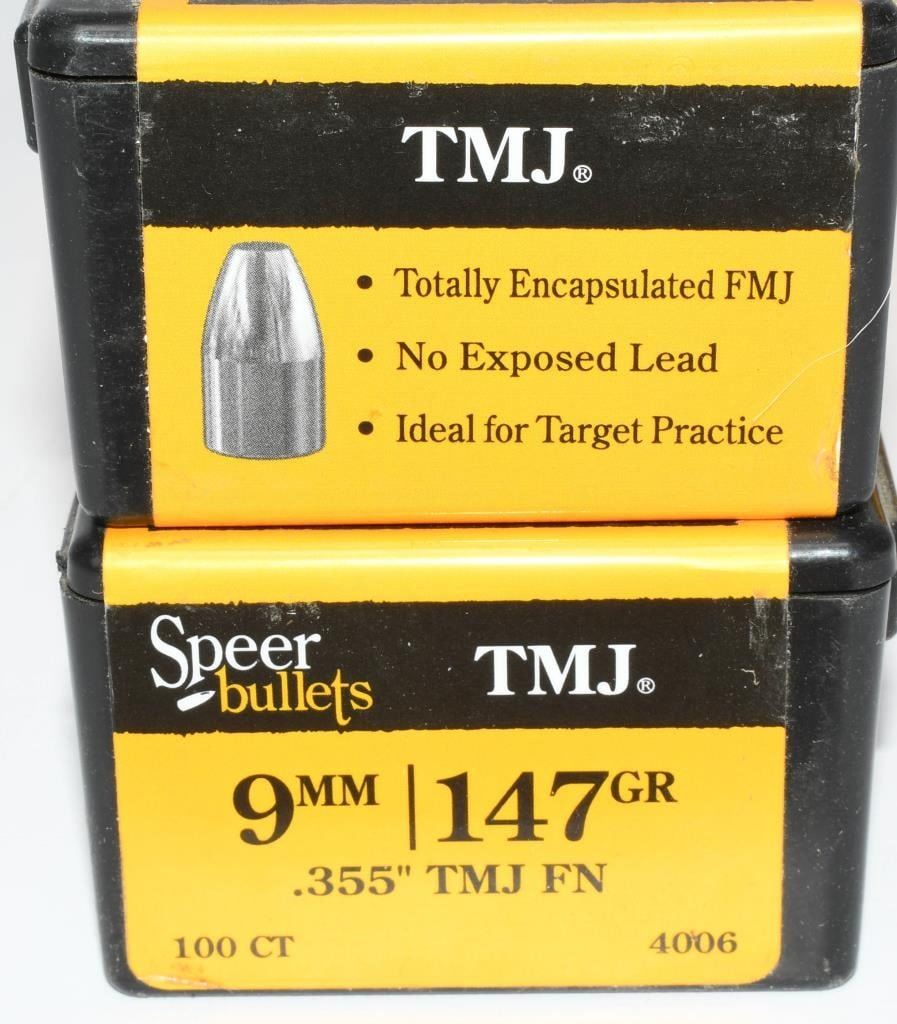 TMJ®
• Totally Encapsulated FMJ
• No Exposed Lead
• Ideal for Target Practice
Speer bullets TMJ®
9MM | 147GR
.355" TMJ FN
100 CT 4006